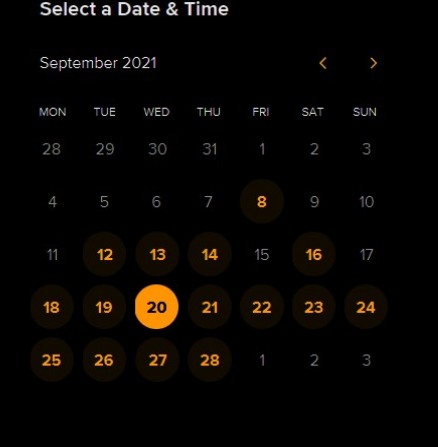 Select a Date & Time
September 2021
MON TUE WED THU FRI SAT SUN
28 29 30 31 1 2 3
4 5 6 7 8 9 10
11 12 13 14 15 16 17
18 19 20 21 22 23 24
25 26 27 28 1 2 3